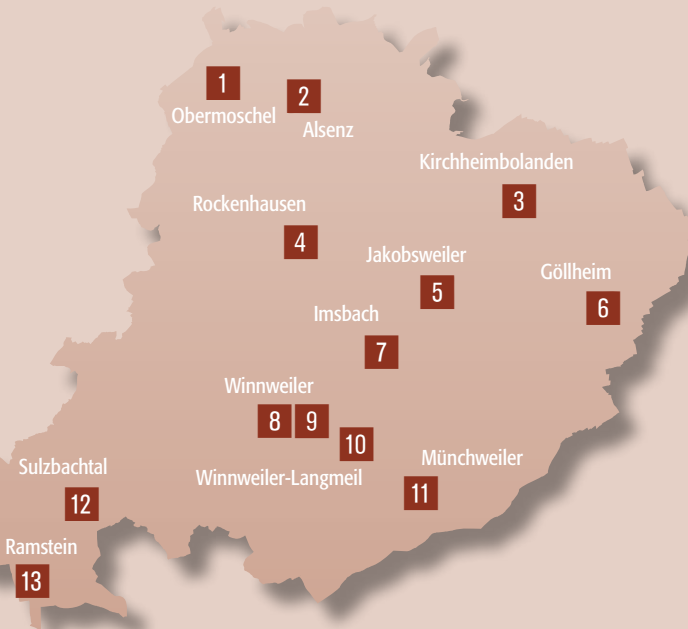 1
Obermoschel
2
Alsenz
Kirchheimbolanden
3
Rockenhausen
4
Jakobsweiler
5
Göllheim
6
Imsbach
7
Winnweiler
8
9
10
Winnweiler-Langmeil
Münchweiler
11
Sulzbachtal
12
Ramstein
13